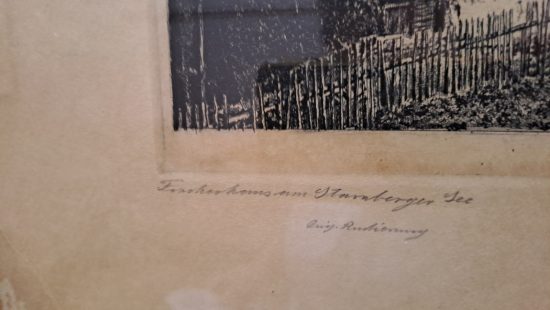 Fischerhaus am Starnberger See
Orig. Radierung